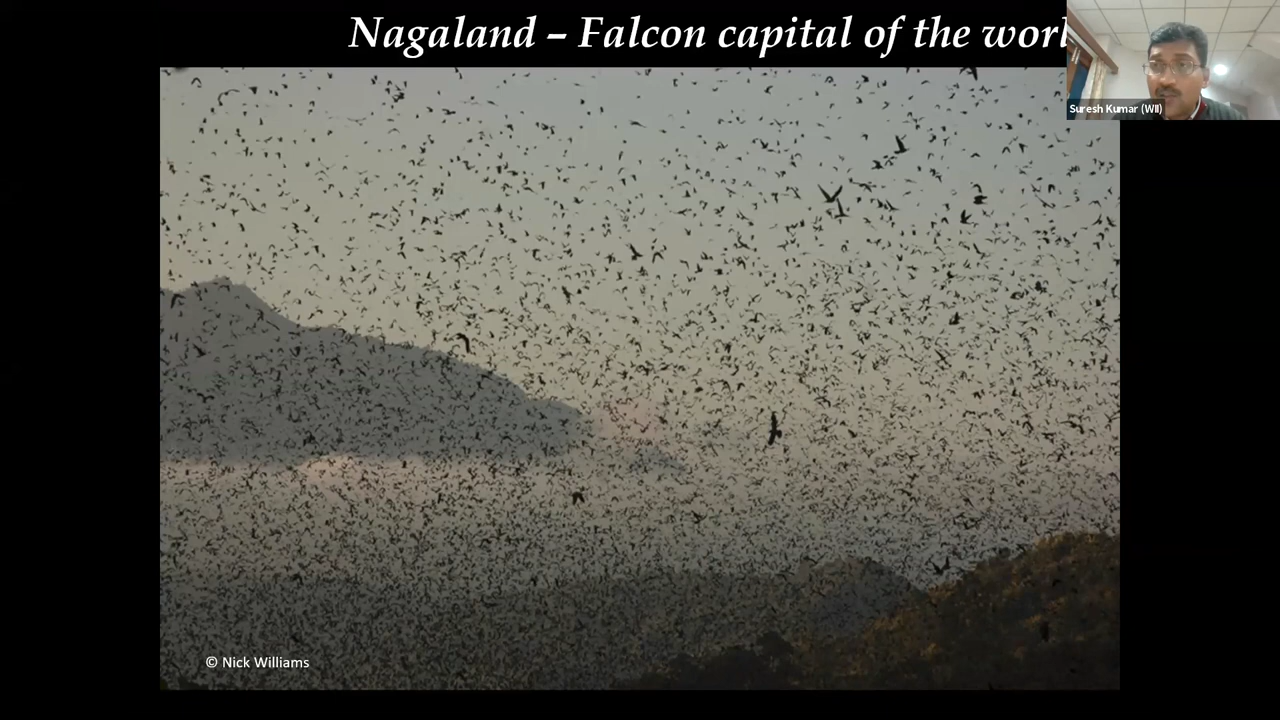 Nagaland – Falcon capital of the worl
Suresh Kumar (WII)
© Nick Williams